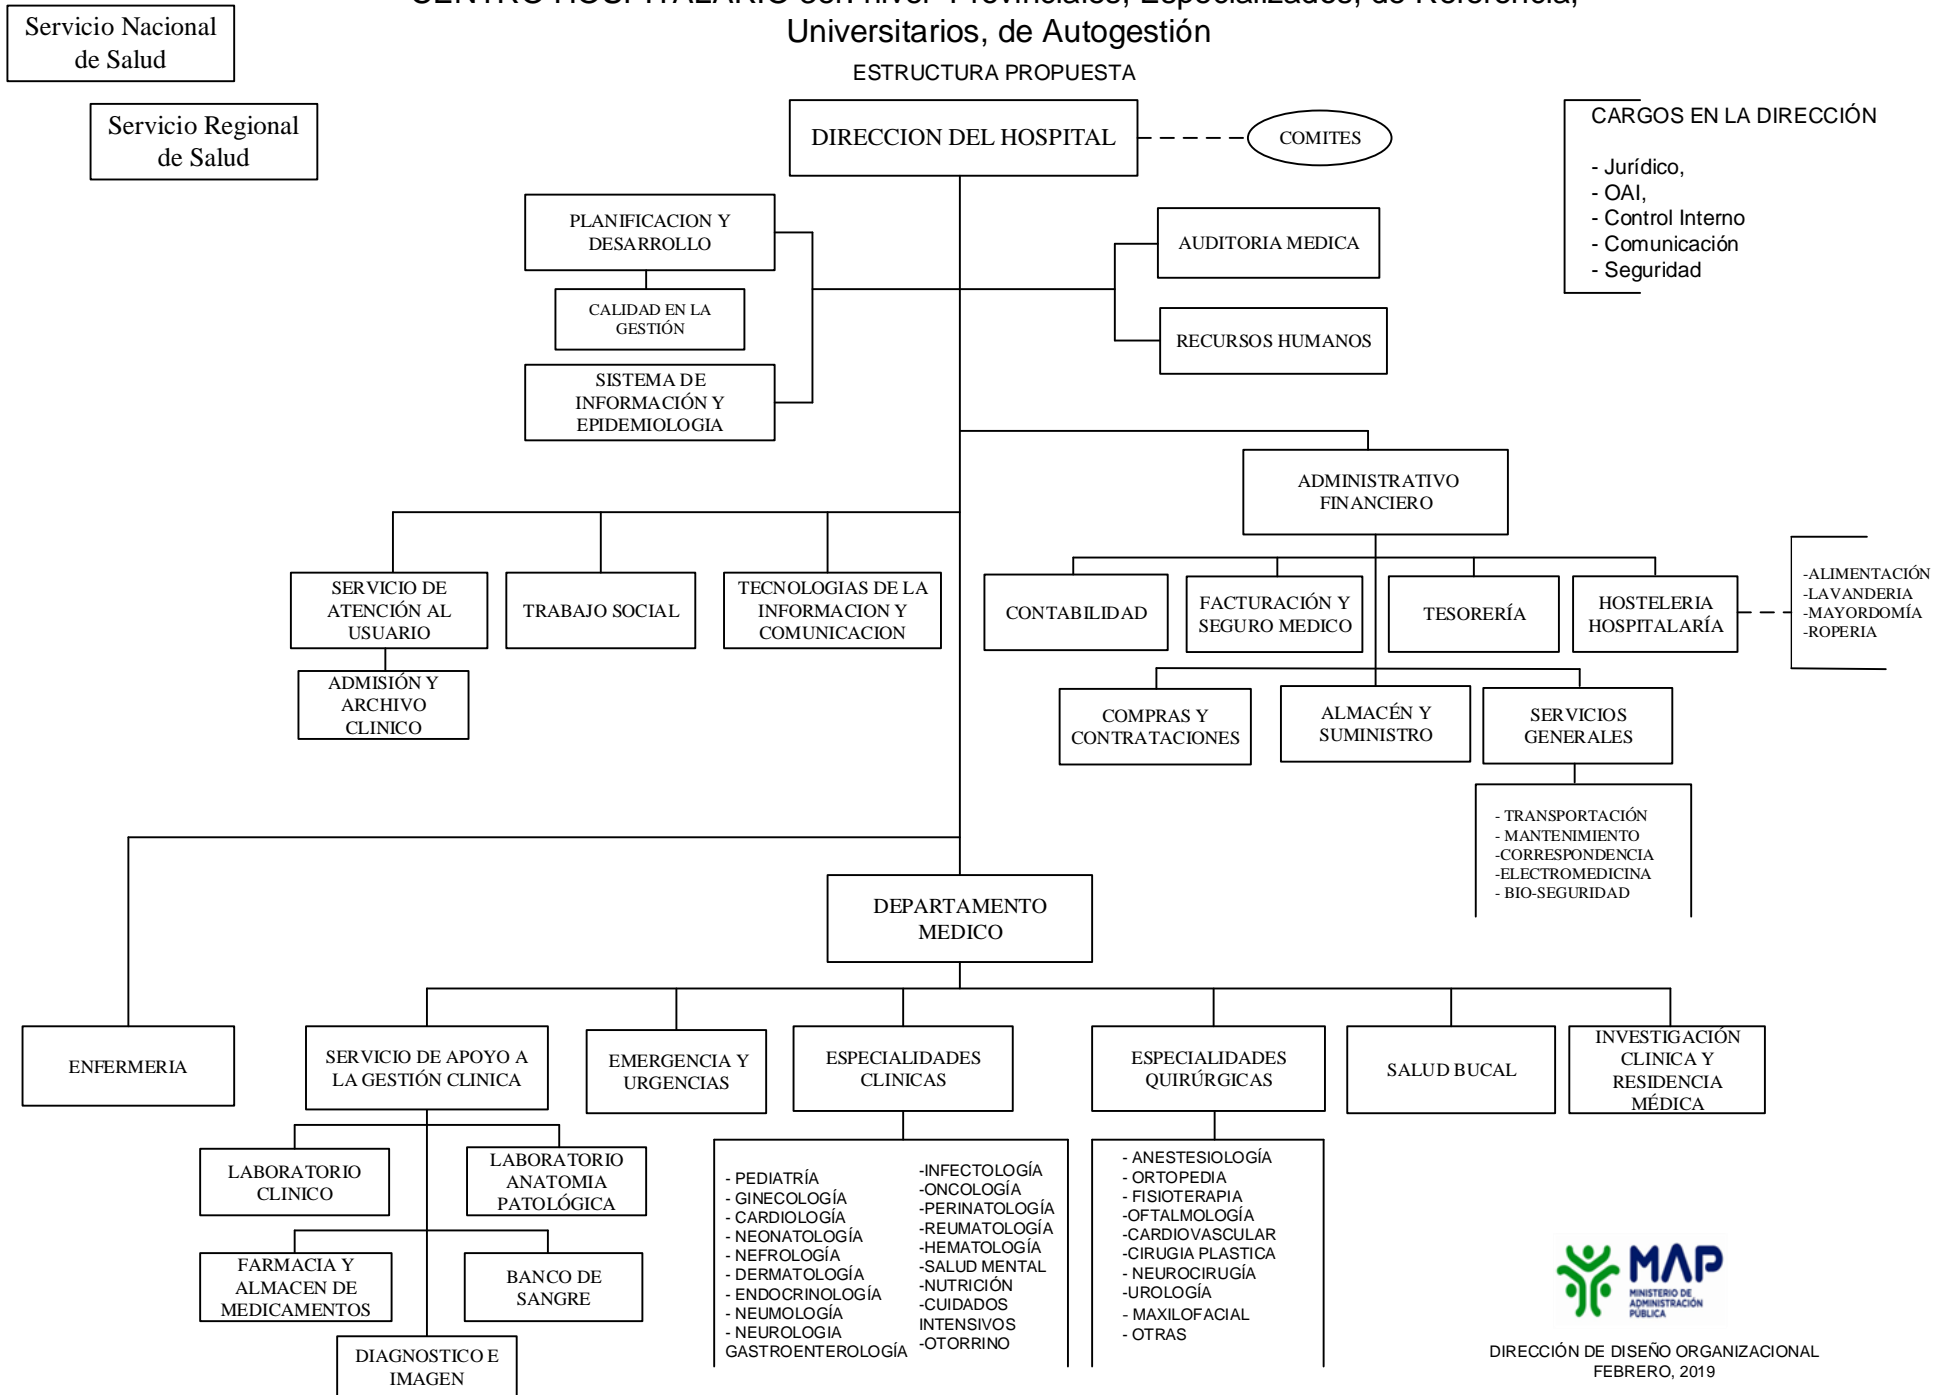 Servicio Nacional
de Salud
Servicio Regional
de Salud
CENTRO HOSPITALARIO
Provinciales, Especializados, de Referencia,
Universitarios, de Autogestión
ESTRUCTURA PROPUESTA
DIRECCION DEL HOSPITAL
COMITES
CARGOS EN LA DIRECCIÓN
- Jurídico,
- OAI,
- Control Interno
- Comunicación
- Seguridad
PLANIFICACION Y
DESARROLLO
CALIDAD EN LA
GESTIÓN
SISTEMA DE
INFORMACIÓN Y
EPIDEMIOLOGIA
AUDITORIA MEDICA
RECURSOS HUMANOS
ADMINISTRATIVO
FINANCIERO
SERVICIO DE
ATENCIÓN AL
USUARIO
TRABAJO SOCIAL
TECNOLOGIAS DE LA
INFORMACION Y
COMUNICACION
ADMISIÓN Y
ARCHIVO
CLINICO
CONTABILIDAD
FACTURACIÓN Y
SEGURO MEDICO
TESORERÍA
HOSTELERIA
HOSPITALARÍA
-ALIMENTACIÓN
-LAVANDERIA
-MAYORDOMÍA
-ROPERIA
COMPRAS Y
CONTRATACIONES
ALMACÉN Y
SUMINISTRO
SERVICIOS
GENERALES
- TRANSPORTACIÓN
- MANTENIMIENTO
-CORRESPONDENCIA
-ELECTROMEDICINA
- BIO-SEGURIDAD
DEPARTAMENTO
MEDICO
ENFERMERIA
SERVICIO DE APOYO A
LA GESTIÓN CLINICA
EMERGENCIA Y
URGENCIAS
ESPECIALIDADES
CLINICAS
ESPECIALIDADES
QUIRÚRGICAS
SALUD BUCAL
INVESTIGACIÓN
CLINICA Y
RESIDENCIA
MÉDICA
LABORATORIO
CLINICO
LABORATORIO
ANATOMIA
PATOLÓGICA
FARMACIA Y
ALMACEN DE
MEDICAMENTOS
BANCO DE
SANGRE
DIAGNOSTICO E
IMAGEN
- PEDIATRÍA
- GINECOLOGÍA
- CARDIOLOGÍA
- NEONATOLOGÍA
- NEFROLOGÍA
- DERMATOLOGÍA
- ENDOCRINOLOGÍA
- NEUMOLOGÍA
- NEUROLOGIA
GASTROENTEROLOGÍA
-INFECTOLOGÍA
-ONCOLOGÍA
-PERINATOLOGÍA
-REUMATOLOGÍA
-HEMATOLOGÍA
-SALUD MENTAL
-NUTRICIÓN
-CUIDADOS
INTENSIVOS
-OTORRINO
- ANESTESIOLOGÍA
- ORTOPEDIA
- FISIOTERAPIA
-OFTALMOLOGÍA
-CARDIOVASCULAR
-CIRUGIA PLASTICA
- NEUROCIRUGÍA
-UROLOGÍA
- MAXILOFACIAL
- OTRAS
MAP
MINISTERIO DE
ADMINISTRACIÓN
PÚBLICA
DIRECCIÓN DE DISEÑO ORGANIZACIONAL
FEBRERO, 2019